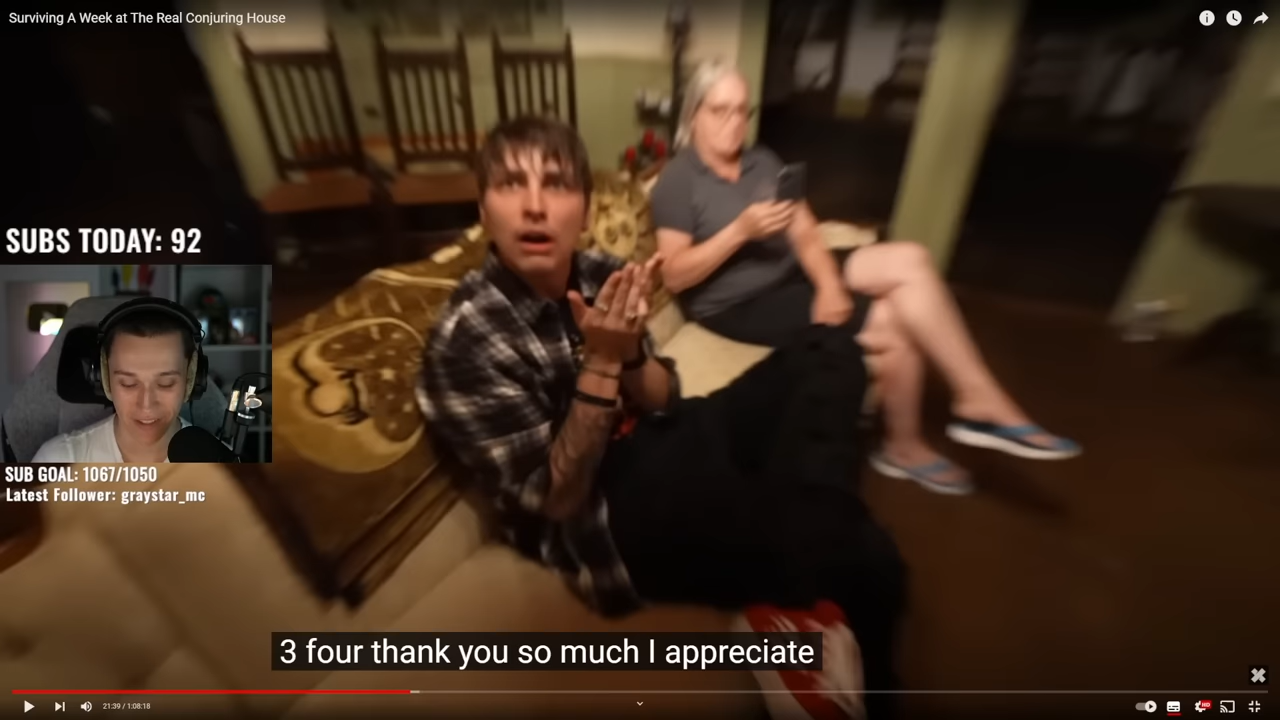 Surviving A Week at The Real Conjuring House
SUBS TODAY: 92
SUB GOAL: 1067/1050
Latest Follower: graystar_mc
3 four thank you so much I appreciate
21:39 / 1:08:18
HD